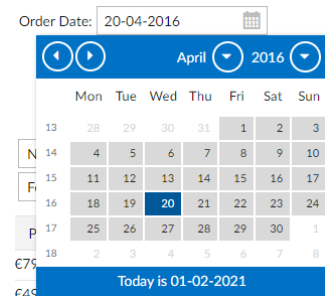 Order Date: 20-04-2016
April 2016
Mon Tue Wed Thu Fri Sat Sun
13 28 29 30 31 1 2 3
14 4 5 6 7 8 9 10
15 11 12 13 14 15 16 17
16 18 19 20 21 22 23 24
17 25 26 27 28 29 30 1
18 2 3 4 5 6 7 8
Today is 01-02-2021